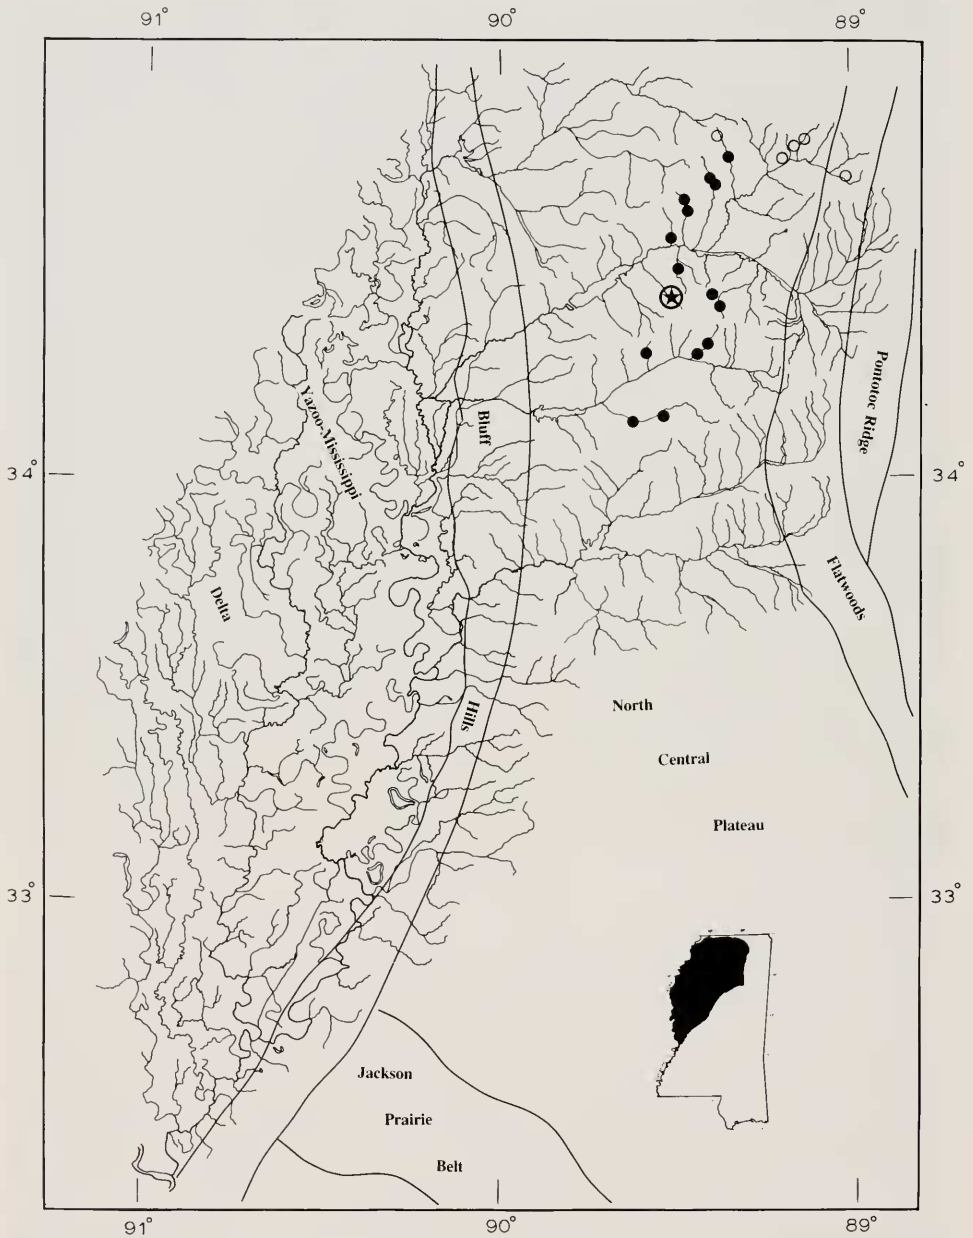 91°
90°
89°
Pontotoc Ridge
Yazoo-Mississippi
Bluff
34°
34°
Delta
Flatwoods
Hills
North
Central
Plateau
33°
33°
Jackson
Prairie
Belt
91°
90°
89°